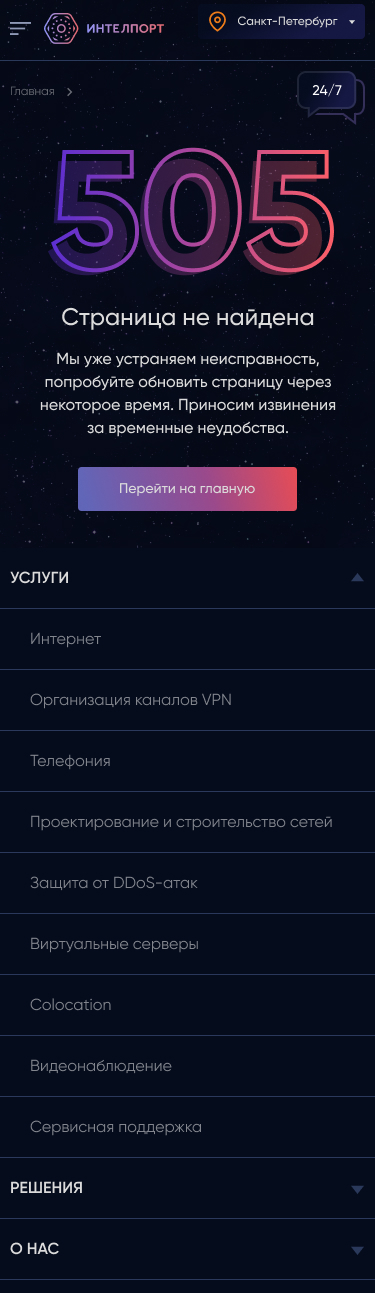 ИНТЕЛПОРТ
Санкт-Петербург
Главная
24/7
505
Страница не найдена
Мы уже устраняем неисправность,
попробуйте обновить страницу через
некоторое время. Приносим извинения
за временные неудобства.
Перейти на главную
УСЛУГИ
Интернет
Организация каналов VPN
Телефония
Проектирование и строительство сетей
Защита от DDoS-атак
Виртуальные серверы
Colocation
Видеонаблюдение
Сервисная поддержка
РЕШЕНИЯ
О НАС